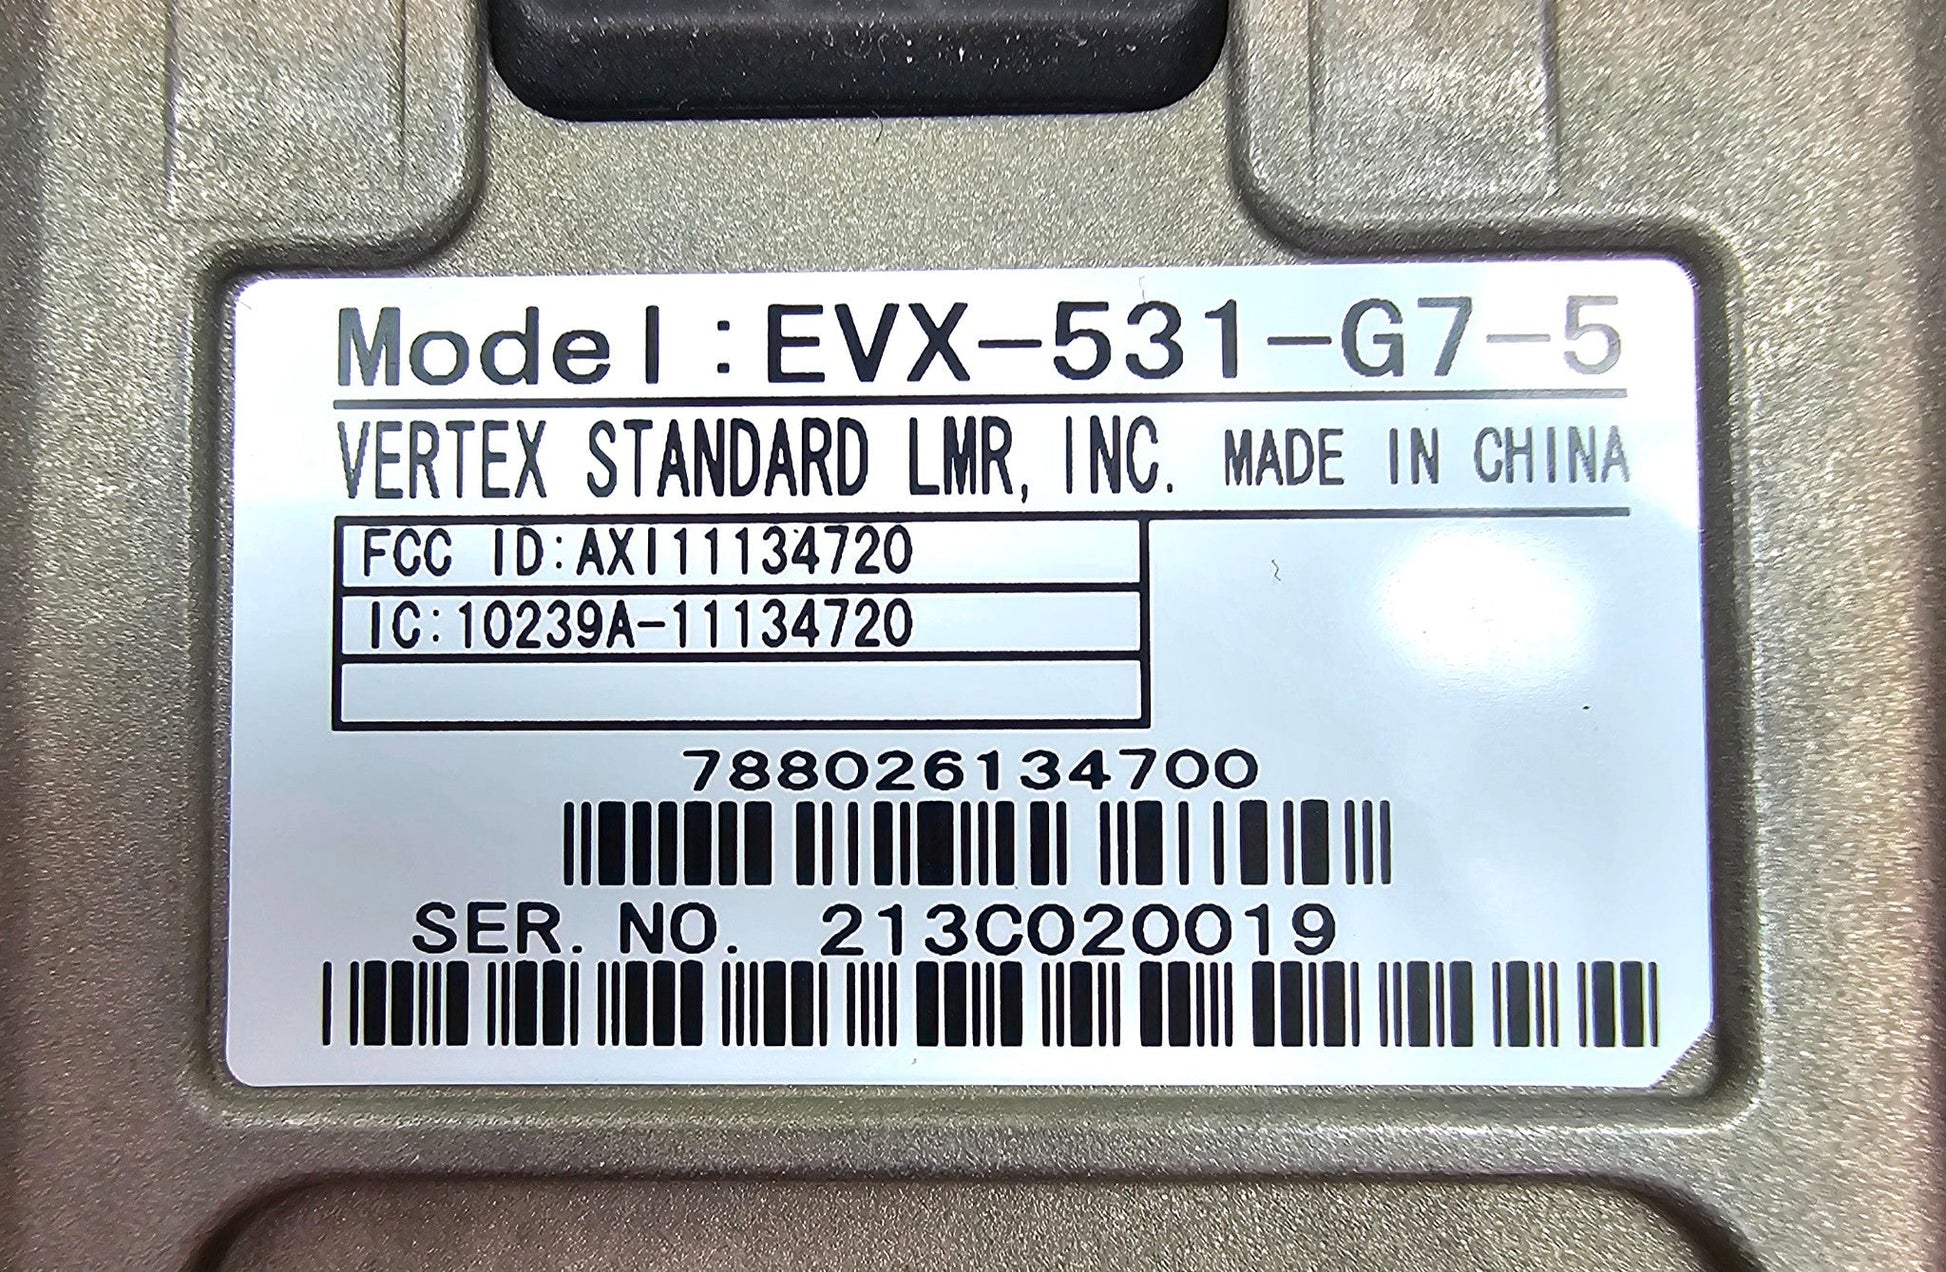 Model:EVX-531-G7-5
VERTEX STANDARD LMR, INC. MADE IN CHINA
FCC ID:AXI11134720
IC:10239A-11134720
788026134700
SER. NO. 213C020019